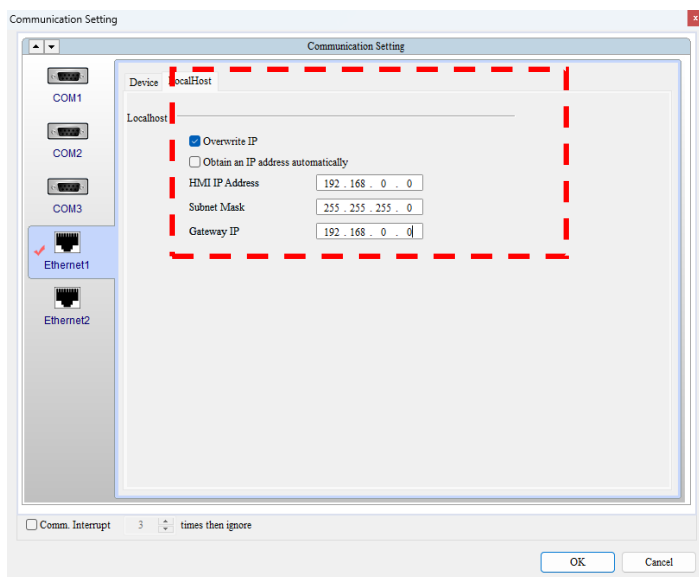 Communication Setting
x
Communication Setting
COM1
COM2
COM3
Ethernet1
Ethernet2
Device LocalHost
Localhost
Overwrite IP
Obtain an IP address automatically
HMI IP Address 192 . 168 . 0 . 0
Subnet Mask 255 . 255 . 255 . 0
Gateway IP 192 . 168 . 0 . 0
Comm. Interrupt 3 times then ignore
OK Cancel